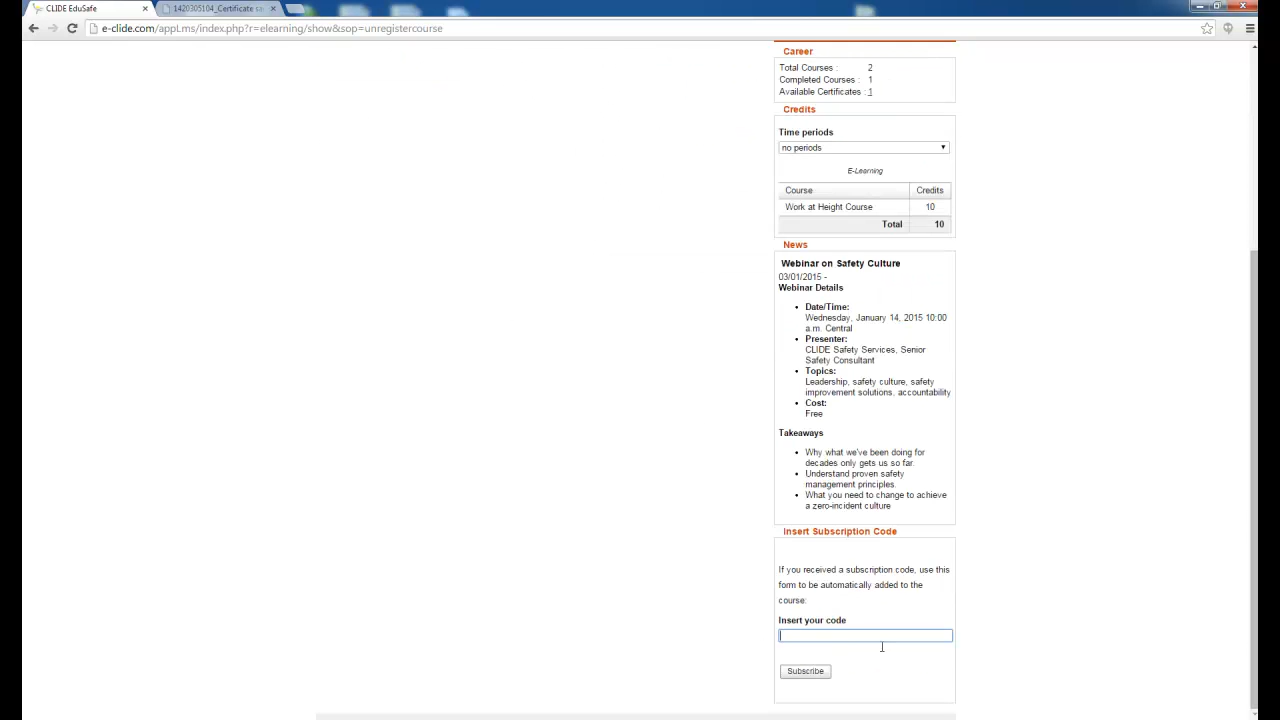 CLIDE EduSafe
1420305104_Certificate sa
e-clide.com/appLms/index.php?r=elearning/show&sop=unregistercourse
Career
Total Courses : 2
Completed Courses : 1
Available Certificates : 1
Credits
Time periods
no periods
E-Learning
Course Credits
Work at Height Course 10
Total 10
News
Webinar on Safety Culture
03/01/2015 -
Webinar Details
• Date/Time:
Wednesday, January 14, 2015 10:00
a.m. Central
• Presenter:
CLIDE Safety Services, Senior
Safety Consultant
• Topics:
Leadership, safety culture, safety
improvement solutions, accountability
• Cost:
Free
Takeaways
• Why what we've been doing for
decades only gets us so far.
• Understand proven safety
management principles.
• What you need to change to achieve
a zero-incident culture
Insert Subscription Code
If you received a subscription code, use this
form to be automatically added to the
course:
Insert your code
Subscribe